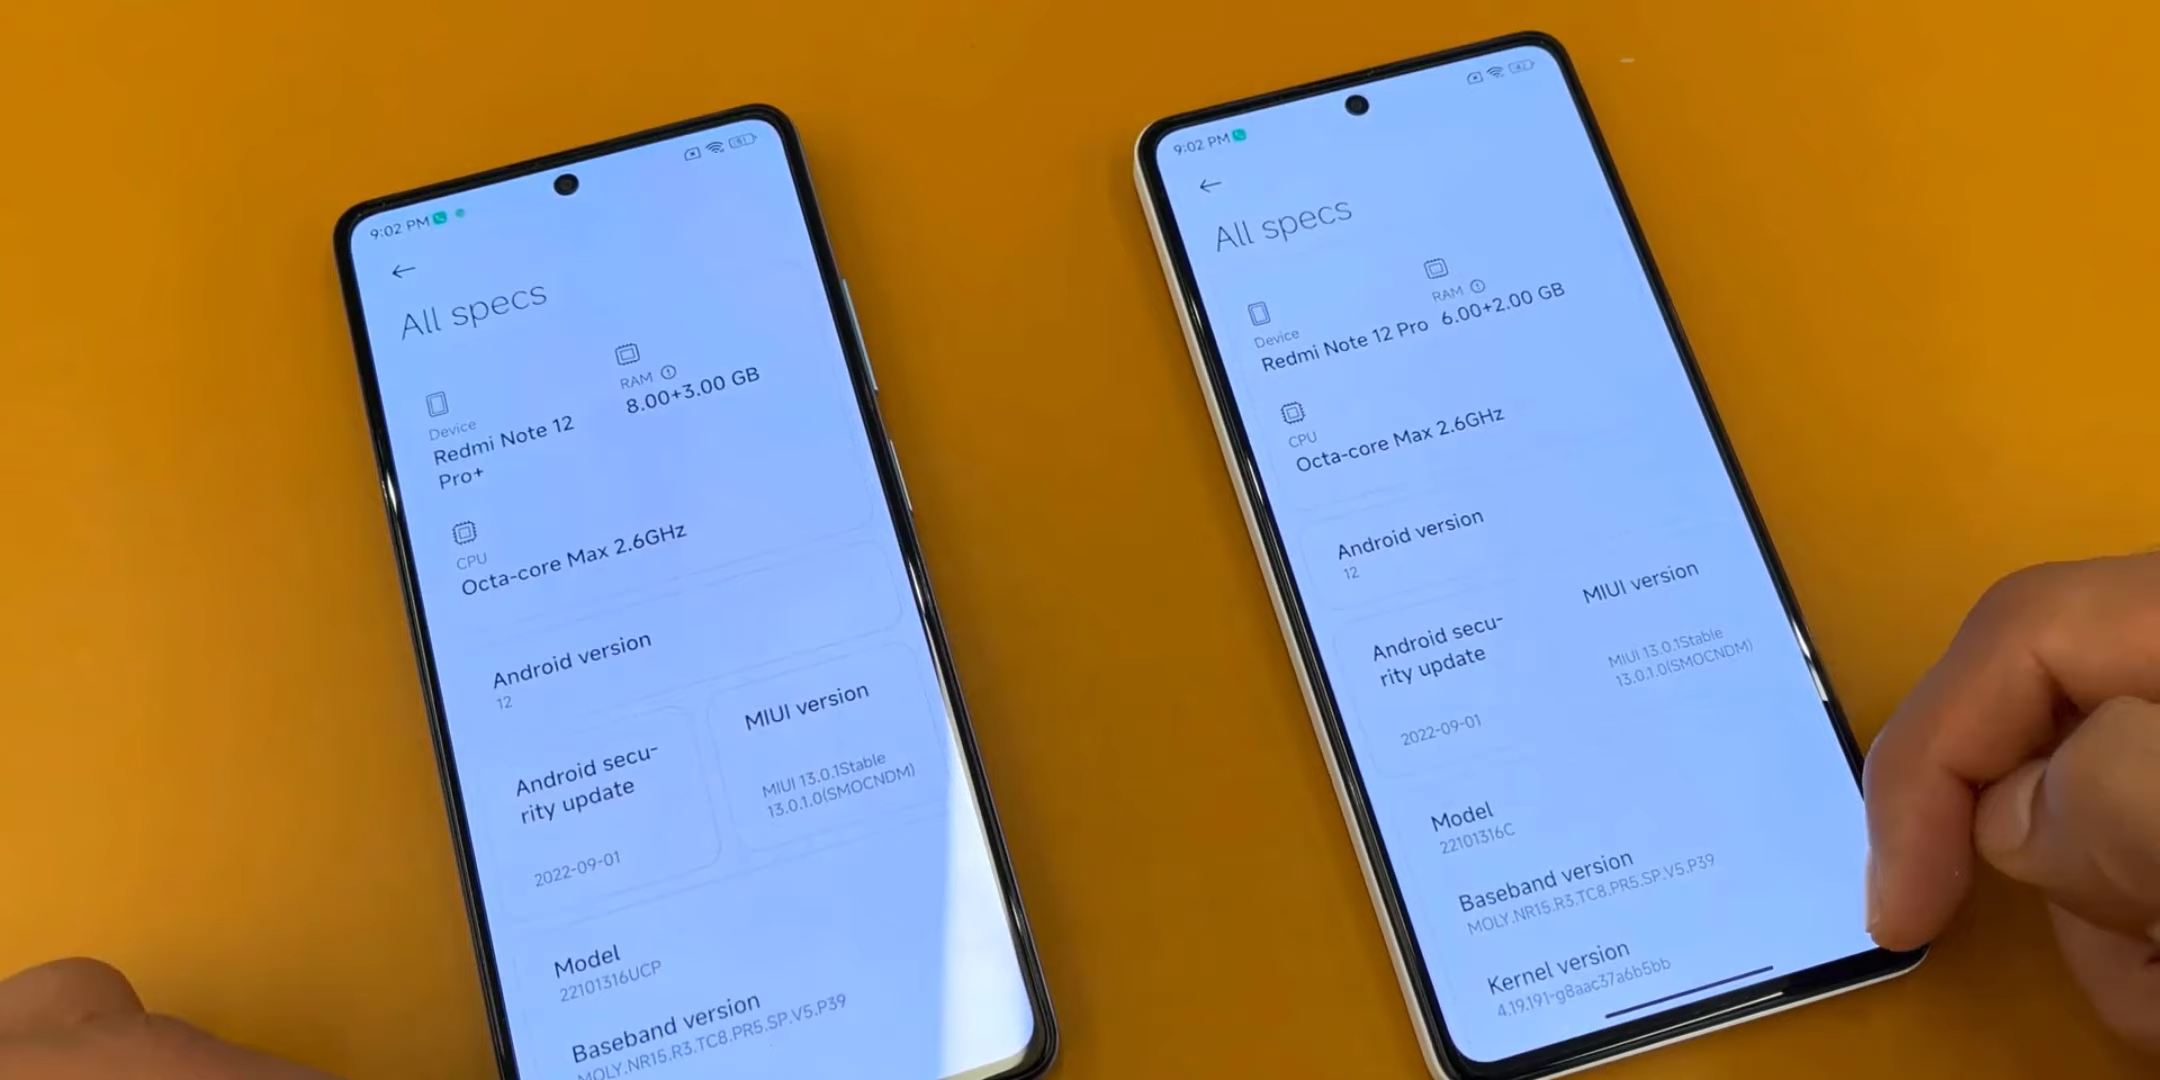 9:02 PM
All specs
Device
Redmi Note 12
Pro+
RAM
8.00+3.00 GB
CPU
Octa-core Max 2.6GHz
Android version
12
Android secu-
rity update
2022-09-01
MIUI version
MIUI 13.0.1Stable
13.0.1.0(SMOCNDM)
Model
22101316UCP
Baseband version
MOLY.NR15.R3.TC8.PR5.SP.V5.P39
9:02 PM
All specs
Device
Redmi Note 12 Pro
RAM
6.00+2.00 GB
CPU
Octa-core Max 2.6GHz
Android version
12
Android secu-
rity update
2022-09-01
MIUI version
MIUI 13.0.1Stable
13.0.1.0(SMOCNDM)
Model
22101316C
Baseband version
MOLY.NR15.R3.TC8.PR5.SP.V5.P39
Kernel version
4.19.191-g8aac37a6b5bb